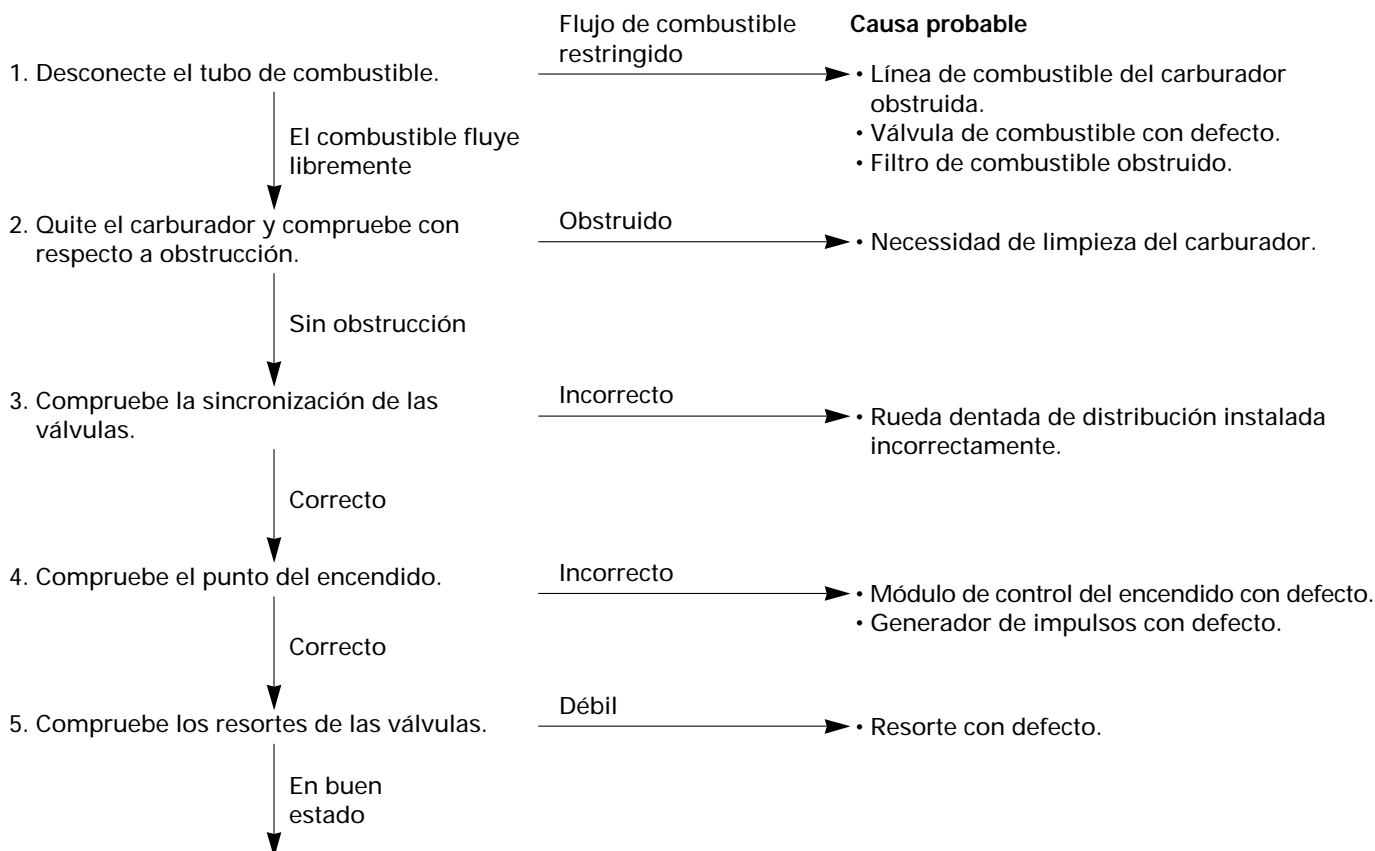 Flujo de combustible
restringido
Causa probable
1. Desconecte el tubo de combustible.
• Línea de combustible del carburador
obstruida.
• Válvula de combustible con defecto.
• Filtro de combustible obstruido.
El combustible fluye
libremente
2. Quite el carburador y compruebe con
respecto a obstrucción.
Obstruido
• Necessidad de limpieza del carburador.
Sin obstrucción
3. Compruebe la sincronización de las
válvulas.
Incorrecto
• Rueda dentada de distribución instalada
incorrectamente.
Correcto
4. Compruebe el punto del encendido.
Incorrecto
• Módulo de control del encendido con defecto.
• Generador de impulsos con defecto.
Correcto
5. Compruebe los resortes de las válvulas.
Débil
• Resorte con defecto.
En buen
estado